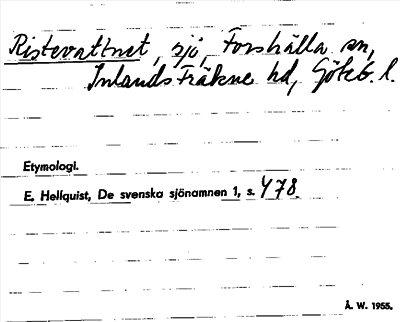 Ristevattnet, sjö, Forshälla sn,
Inlands Fräkne hd, Göteb. l.
Etymologi.
E. Hellquist, De svenska sjönamnen 1, s. 478.
Å. W. 1955.